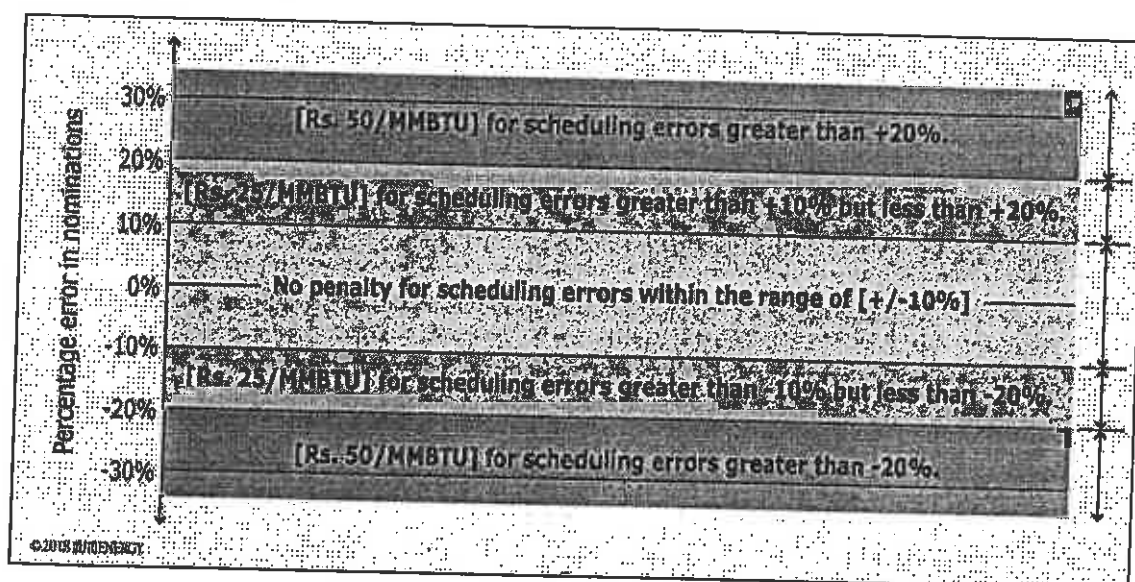 Percentage error in nominations
30%
[Rs. 50/MMBTU] for scheduling errors greater than +20%.
20%
[Rs. 25/MMBTU] for scheduling errors greater than +10% but less than +20%.
10%
0%
No penalty for scheduling errors within the range of [+/-10%]
-10%
[Rs. 25/MMBTU] for scheduling errors greater than -10% but less than -20%.
-20%
[Rs. 50/MMBTU] for scheduling errors greater than -20%.
-30%